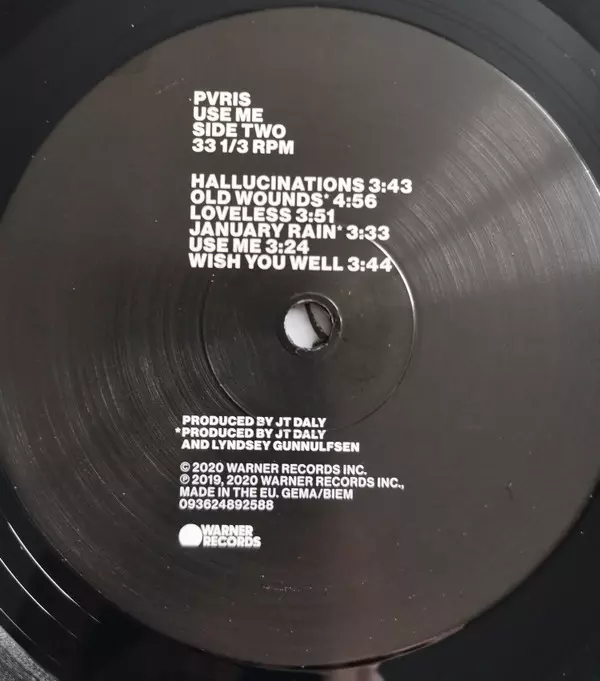 PVRIS
USE ME
SIDE TWO
33 1/3 RPM
HALLUCINATIONS 3:43
OLD WOUNDS* 4:56
LOVELESS 3:51
JANUARY RAIN* 3:33
USE ME 3:24
WISH YOU WELL 3:44
PRODUCED BY JT DALY
*PRODUCED BY JT DALY
AND LYNDSEY GUNNULFSEN
© 2020 WARNER RECORDS INC.
℗ 2019, 2020 WARNER RECORDS INC.,
MADE IN THE EU. GEMA/BIEM
093624892588
WARNER
RECORDS